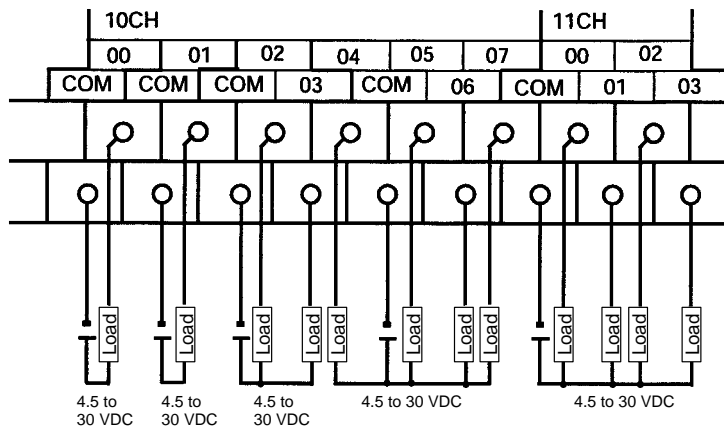 10CH 11CH
00 01 02 04 05 07 00 02
COM COM COM 03 COM 06 COM 01 03
Load Load Load Load Load Load Load Load Load Load Load Load
4.5 to 30 VDC
4.5 to 30 VDC
4.5 to 30 VDC
4.5 to 30 VDC
4.5 to 30 VDC